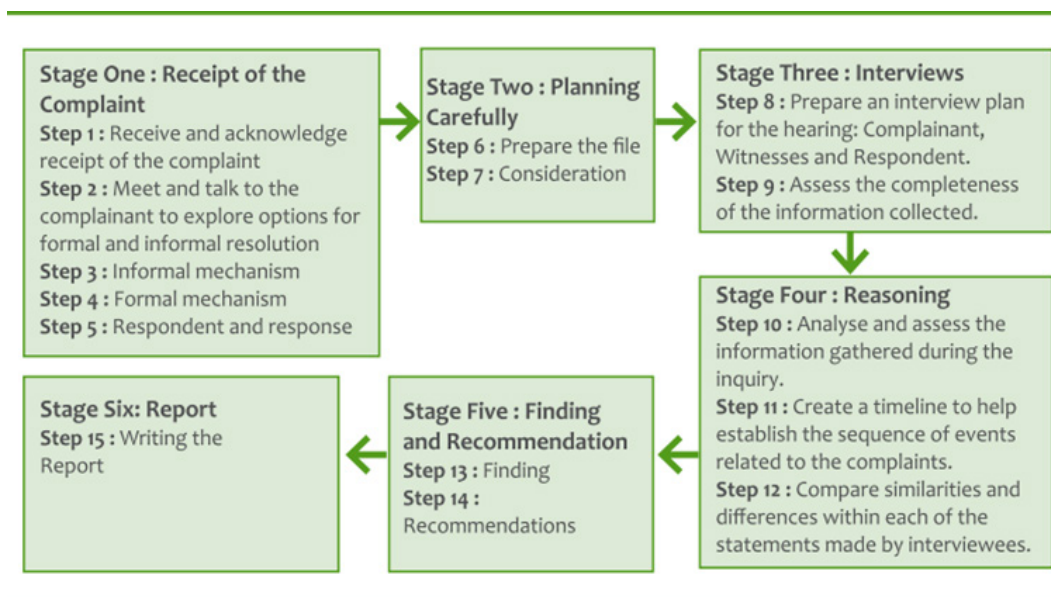 Stage One : Receipt of the
Complaint
Step 1 : Receive and acknowledge
receipt of the complaint
Step 2 : Meet and talk to the
complainant to explore options for
formal and informal resolution
Step 3 : Informal mechanism
Step 4 : Formal mechanism
Step 5 : Respondent and response
Stage Two : Planning
Carefully
Step 6 : Prepare the file
Step 7 : Consideration
Stage Three : Interviews
Step 8 : Prepare an interview plan
for the hearing: Complainant,
Witnesses and Respondent.
Step 9 : Assess the completeness
of the information collected.
Stage Four : Reasoning
Step 10 : Analyse and assess the
information gathered during the
inquiry.
Step 11 : Create a timeline to help
establish the sequence of events
related to the complaints.
Step 12 : Compare similarities and
differences within each of the
statements made by interviewees.
Stage Five : Finding
and Recommendation
Step 13 : Finding
Step 14 :
Recommendations
Stage Six: Report
Step 15 : Writing the
Report